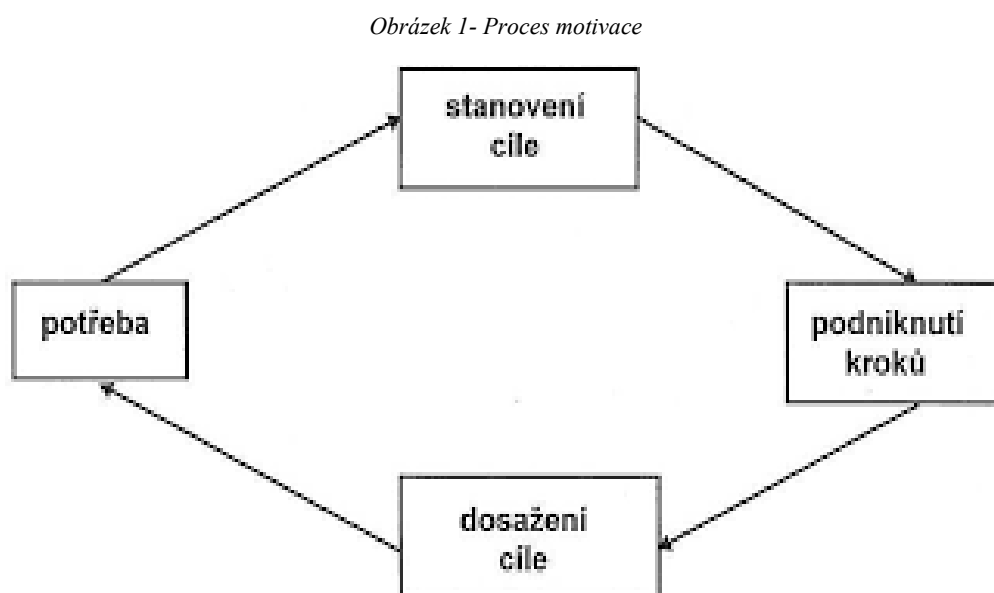 Obrázek 1- Proces motivace
stanovení
cíle
potřeba
podniknutí
kroků
dosažení
cíle